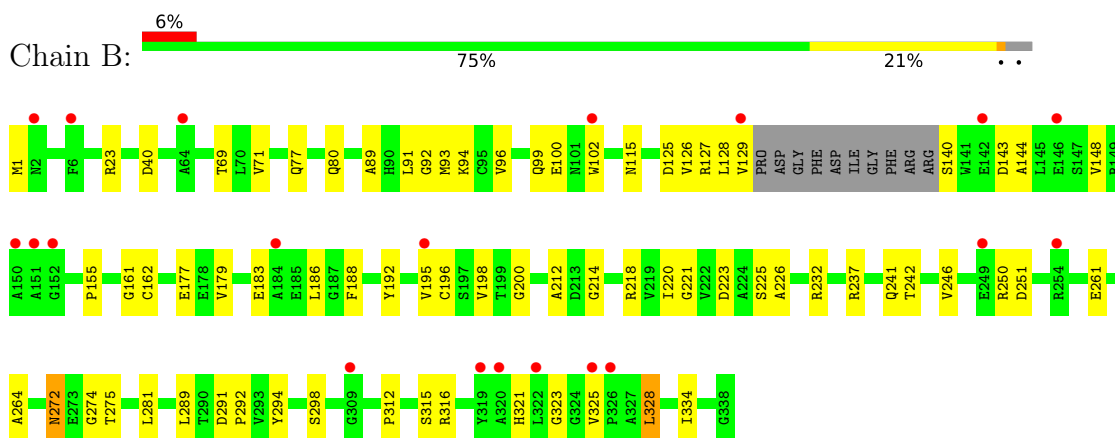 6%
Chain B:
75% 21% • •
M1 N2 F6 R23 D40 A64 T69 L70 V71 Q77 Q80 A89 H90 L91 G92 M93 K94 C95 V96 Q99 E100 N101 W102 N115 D125 V126 R127 L128 V129 PRO ASP GLY PHE ASP ILE GLY PHE ARG ARG S140 W141 E142 D143 A144 L145 E146 S147 V148 R149
A150 A151 G152 P155 G161 C162 E177 E178 V179 E183 A184 E185 L186 G187 F188 Y192 V195 C196 S197 V198 T199 G200 A212 D213 G214 R218 V219 I220 G221 V222 D223 A224 S225 A226 R232 R237 Q241 T242 V246 E249 R250 D251 R254 E261
A264 N272 E273 G274 T275 L281 L289 T290 D291 P292 V293 Y294 S298 G309 P312 S315 R316 Y319 A320 H321 L322 G323 G324 V325 P326 A327 L328 I334 G338